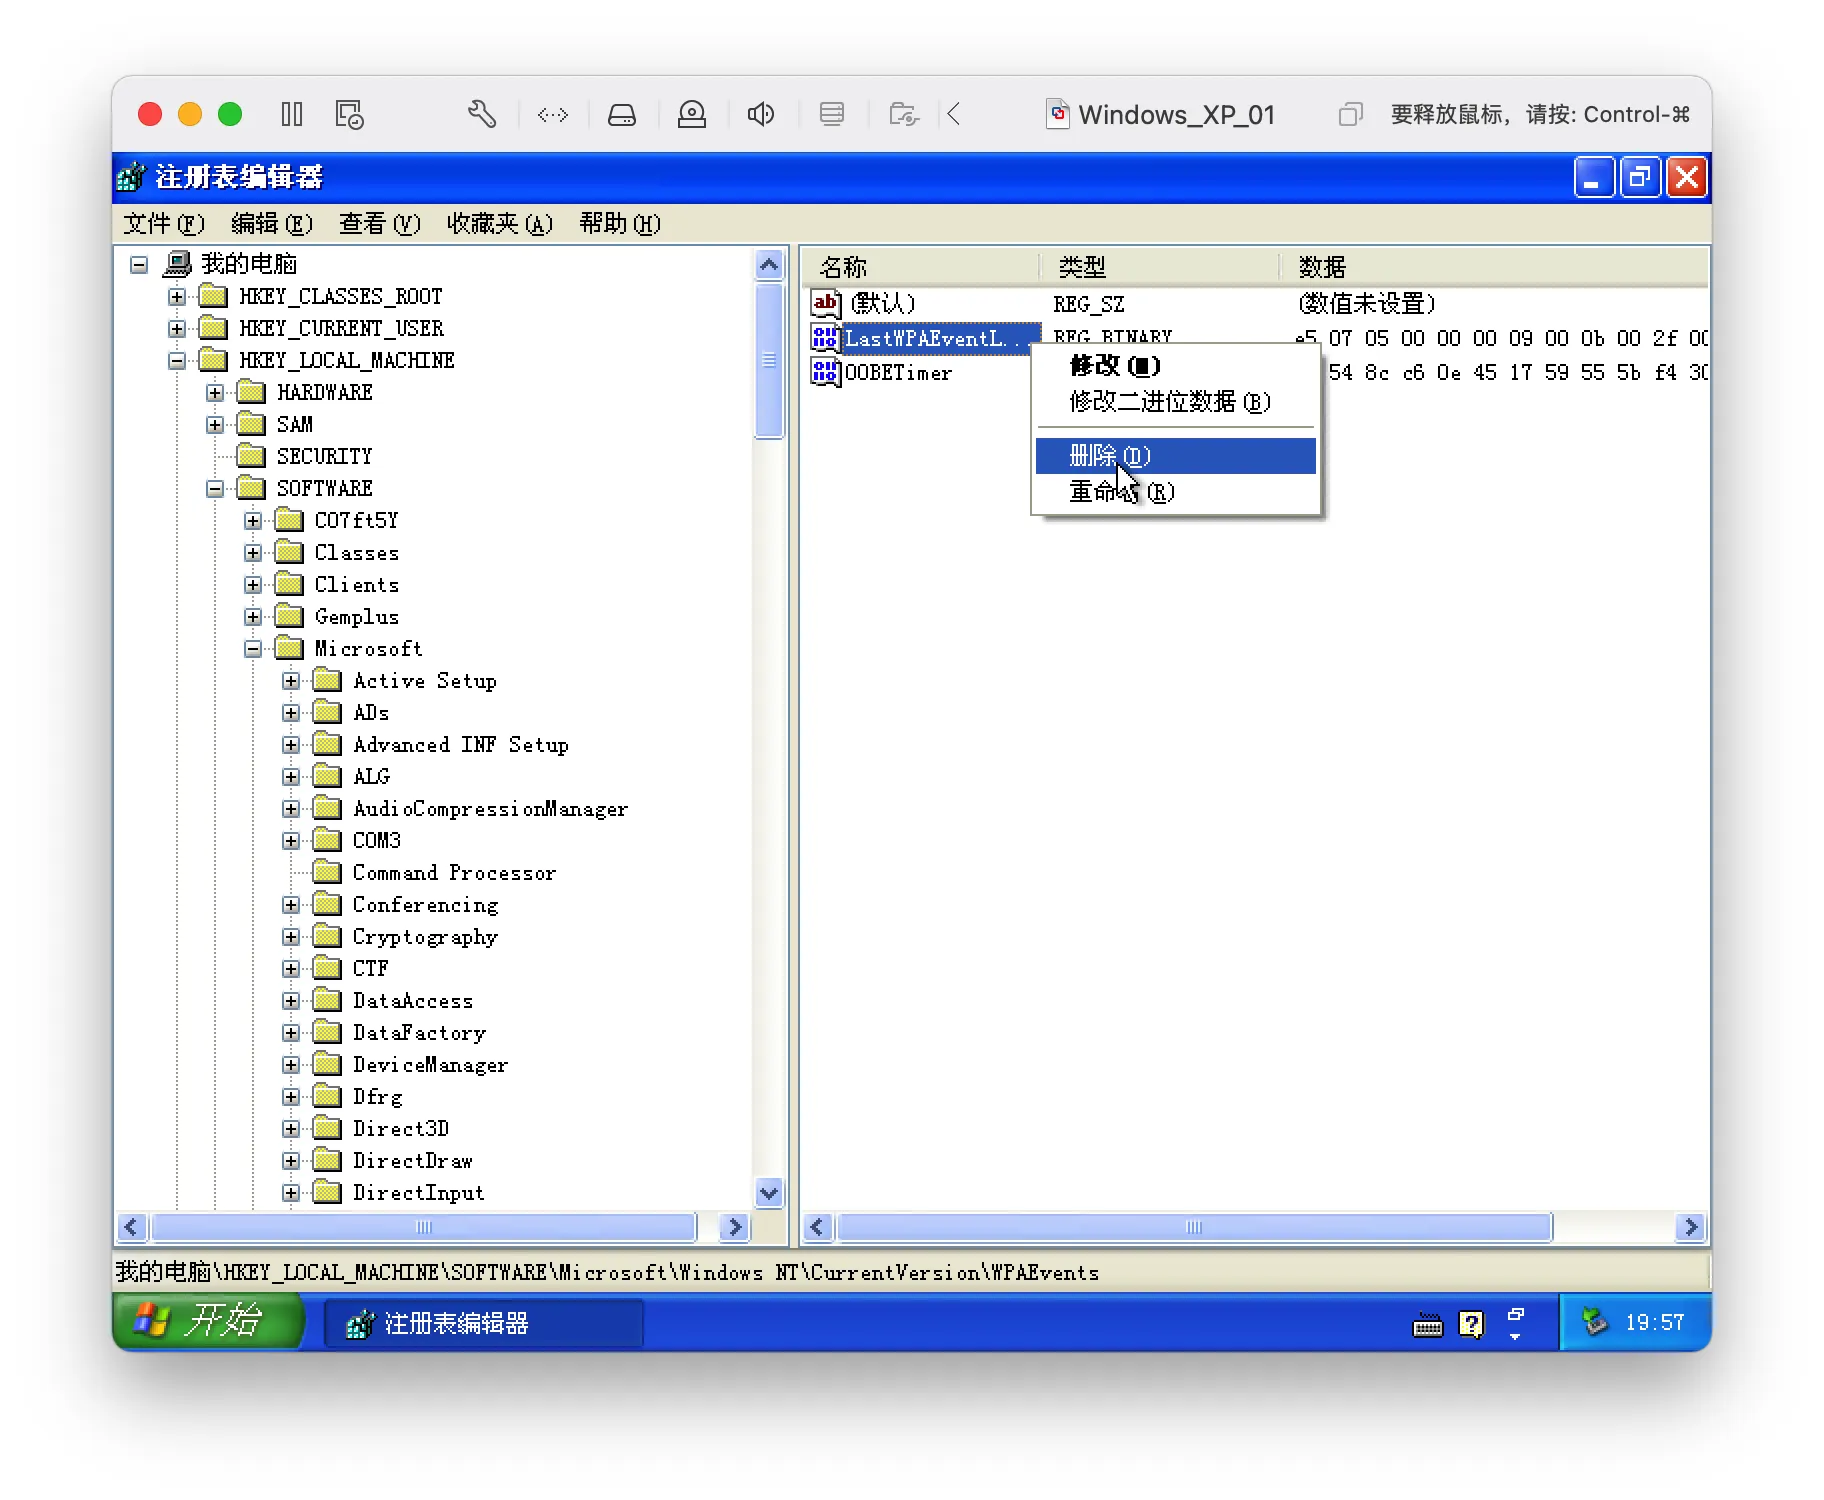 Windows_XP_01
要释放鼠标，请按: Control-⌘
注册表编辑器
文件(F) 编辑(E) 查看(V) 收藏夹(A) 帮助(H)
我的电脑
HKEY_CLASSES_ROOT
HKEY_CURRENT_USER
HKEY_LOCAL_MACHINE
HARDWARE
SAM
SECURITY
SOFTWARE
C07ft5Y
Classes
Clients
Gemplus
Microsoft
Active Setup
ADs
Advanced INF Setup
ALG
AudioCompressionManager
COM3
Command Processor
Conferencing
Cryptography
CTF
DataAccess
DataFactory
DeviceManager
Dfrg
Direct3D
DirectDraw
DirectInput
名称 类型 数据
(默认) REG_SZ (数值未设置)
LastWPAEventL... REG_BINARY e5 07 05 00 00 00 09 00 0b 00 2f 00
OOBETimer 54 8c c6 0e 45 17 59 55 5b f4 30
修改(M)
修改二进位数据(B)
删除(D)
重命名(R)
我的电脑\HKEY_LOCAL_MACHINE\SOFTWARE\Microsoft\Windows NT\CurrentVersion\WPAEvents
开始
注册表编辑器
19:57